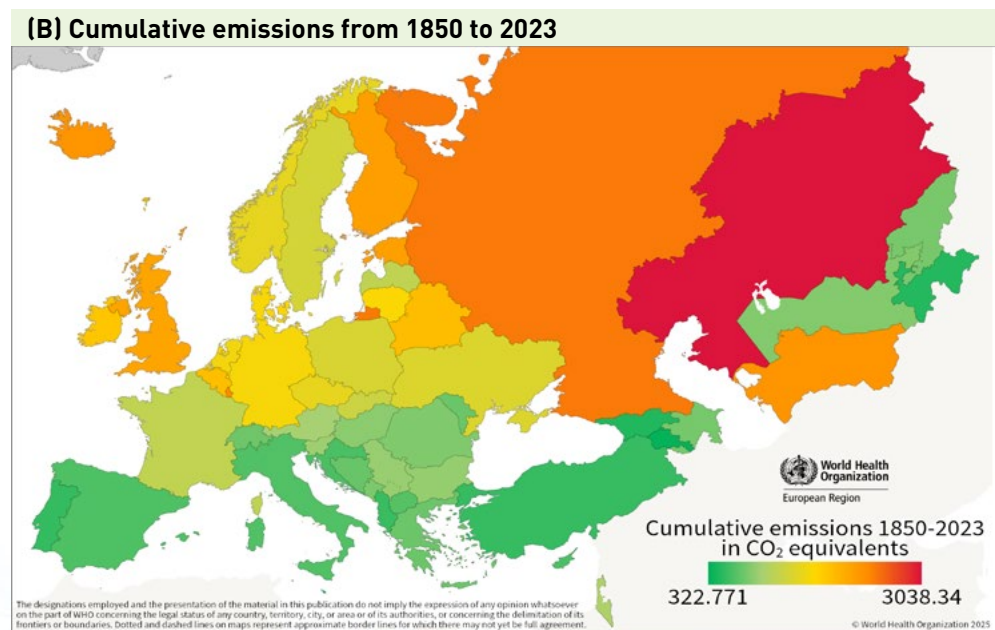 (B) Cumulative emissions from 1850 to 2023
World Health
Organization
European Region
Cumulative emissions 1850-2023
in CO₂ equivalents
322.771 3038.34
The designations employed and the presentation of the material in this publication do not imply the expression of any opinion whatsoever
on the part of WHO concerning the legal status of any country, territory, city, or area or of its authorities, or concerning the delimitation of its
frontiers or boundaries. Dotted and dashed lines on maps represent approximate border lines for which there may not yet be full agreement.
© World Health Organization 2025